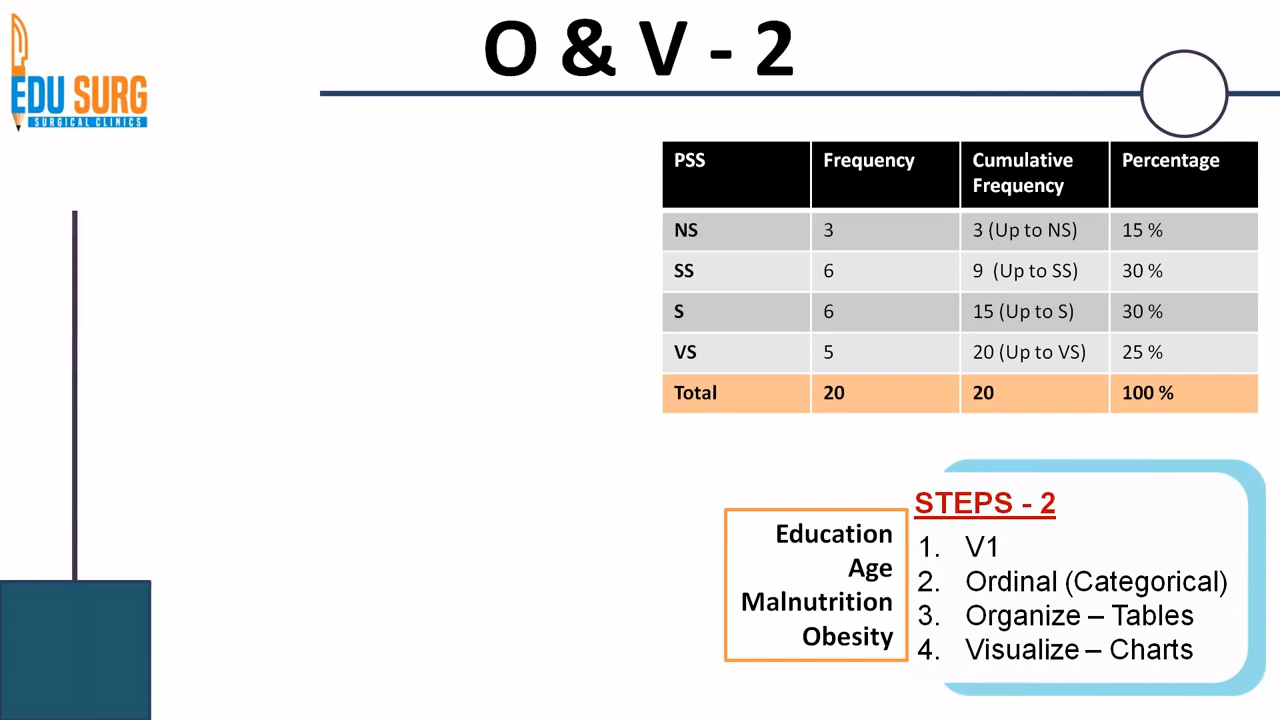 O & V - 2
EDU SURG
SURGICAL CLINICS
PSS Frequency Cumulative Frequency Percentage
NS 3 3 (Up to NS) 15 %
SS 6 9 (Up to SS) 30 %
S 6 15 (Up to S) 30 %
VS 5 20 (Up to VS) 25 %
Total 20 20 100 %
Education
Age
Malnutrition
Obesity
STEPS - 2
1. V1
2. Ordinal (Categorical)
3. Organize – Tables
4. Visualize – Charts